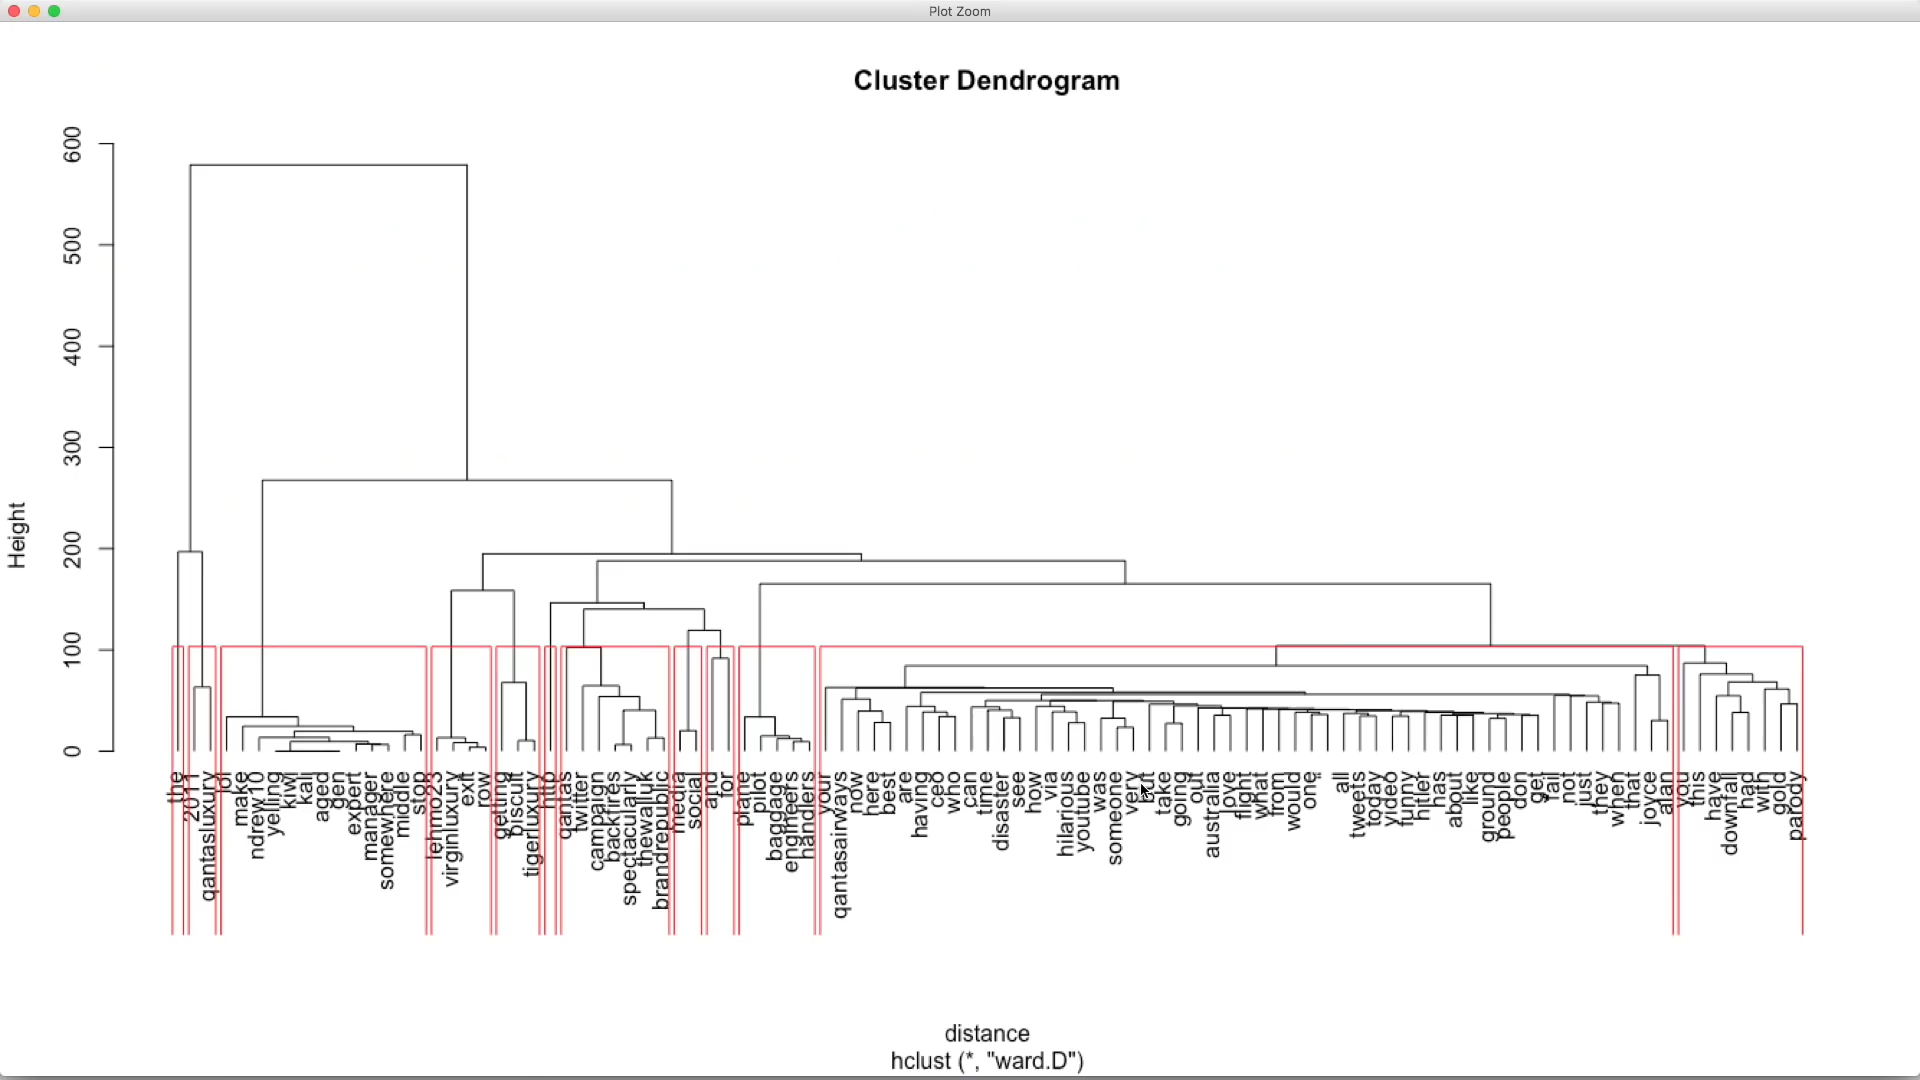 Plot Zoom
Cluster Dendrogram
600
500
400
300
200
100
0
Height
the
2011
qantasluxury
lol
make
ndrew10
yelling
kiwi
kali
aged
gen
expert
manager
somewhere
middle
stop
lehmo23
virginluxury
exit
row
getting
biscuit
tigerluxury
http
qantas
twitter
campaign
backfires
spectacularly
thewalluk
brandrepublic
media
social
and
for
plane
pilot
baggage
engineers
handlers
your
qantasairways
now
here
best
are
having
ceo
who
can
time
disaster
see
how
via
hilarious
youtube
was
someone
very
but
take
going
out
australia
love
flight
what
from
would
one
all
tweets
today
video
funny
hitler
has
about
like
ground
people
don
get
fail
not
just
they
when
that
joyce
alan
you
this
have
downfall
had
with
gold
parody
distance
hclust (*, "ward.D")